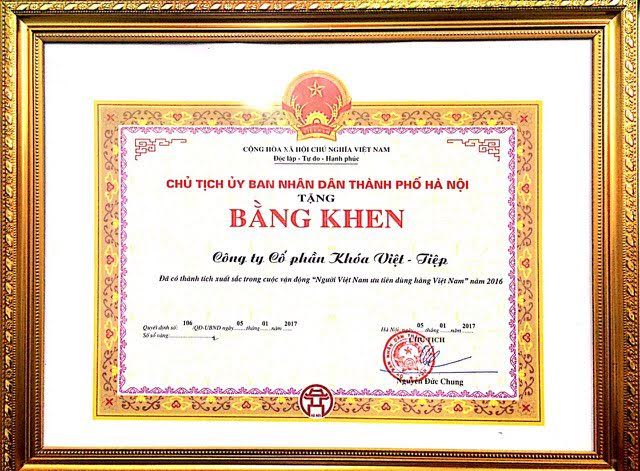 CỘNG HÒA XÃ HỘI CHỦ NGHĨA VIỆT NAM
Độc lập - Tự do - Hạnh phúc
CHỦ TỊCH ỦY BAN NHÂN DÂN THÀNH PHỐ HÀ NỘI
TẶNG
BẰNG KHEN
Công ty Cổ phần Khóa Việt - Tiệp
Đã có thành tích xuất sắc trong cuộc vận động "Người Việt Nam ưu tiên dùng hàng Việt Nam" năm 2016
Quyết định số: 106 /QĐ-UBND ngày 05 tháng 01 năm 2017
Số sổ vàng:
Hà Nội, ngày 05 tháng 01 năm 2017
CHỦ TỊCH
Nguyễn Đức Chung
HÀ NỘI